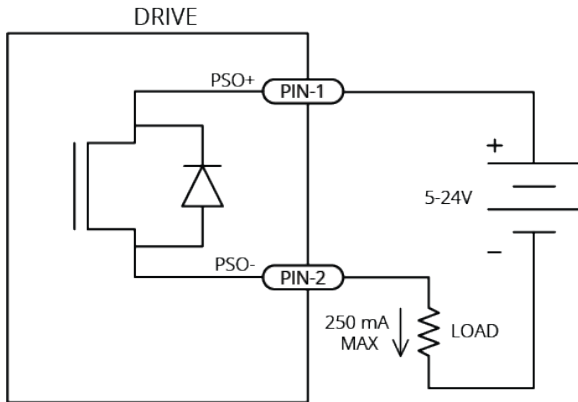 DRIVE
PSO+
PIN-1
+
5-24V
−
PSO-
PIN-2
250 mA
MAX
LOAD